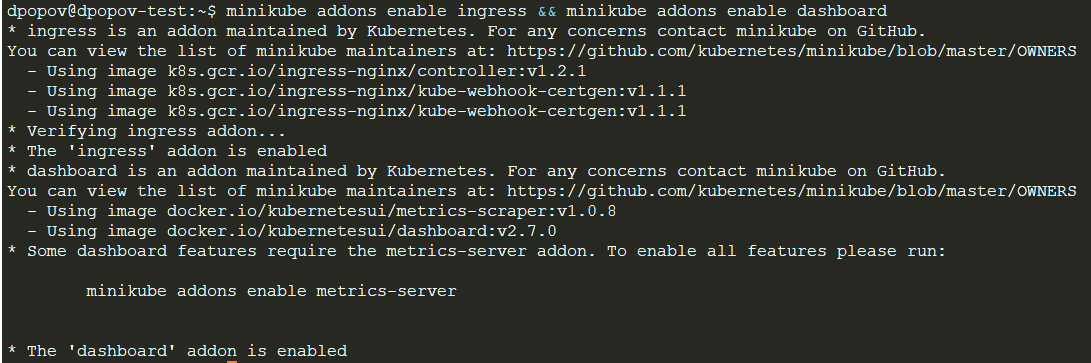 dpopov@dpopov-test:~$ minikube addons enable ingress && minikube addons enable dashboard
* ingress is an addon maintained by Kubernetes. For any concerns contact minikube on GitHub.
You can view the list of minikube maintainers at: https://github.com/kubernetes/minikube/blob/master/OWNERS
  - Using image k8s.gcr.io/ingress-nginx/controller:v1.2.1
  - Using image k8s.gcr.io/ingress-nginx/kube-webhook-certgen:v1.1.1
  - Using image k8s.gcr.io/ingress-nginx/kube-webhook-certgen:v1.1.1
* Verifying ingress addon...
* The 'ingress' addon is enabled
* dashboard is an addon maintained by Kubernetes. For any concerns contact minikube on GitHub.
You can view the list of minikube maintainers at: https://github.com/kubernetes/minikube/blob/master/OWNERS
  - Using image docker.io/kubernetesui/metrics-scraper:v1.0.8
  - Using image docker.io/kubernetesui/dashboard:v2.7.0
* Some dashboard features require the metrics-server addon. To enable all features please run:
        minikube addons enable metrics-server
* The 'dashboard' addon is enabled